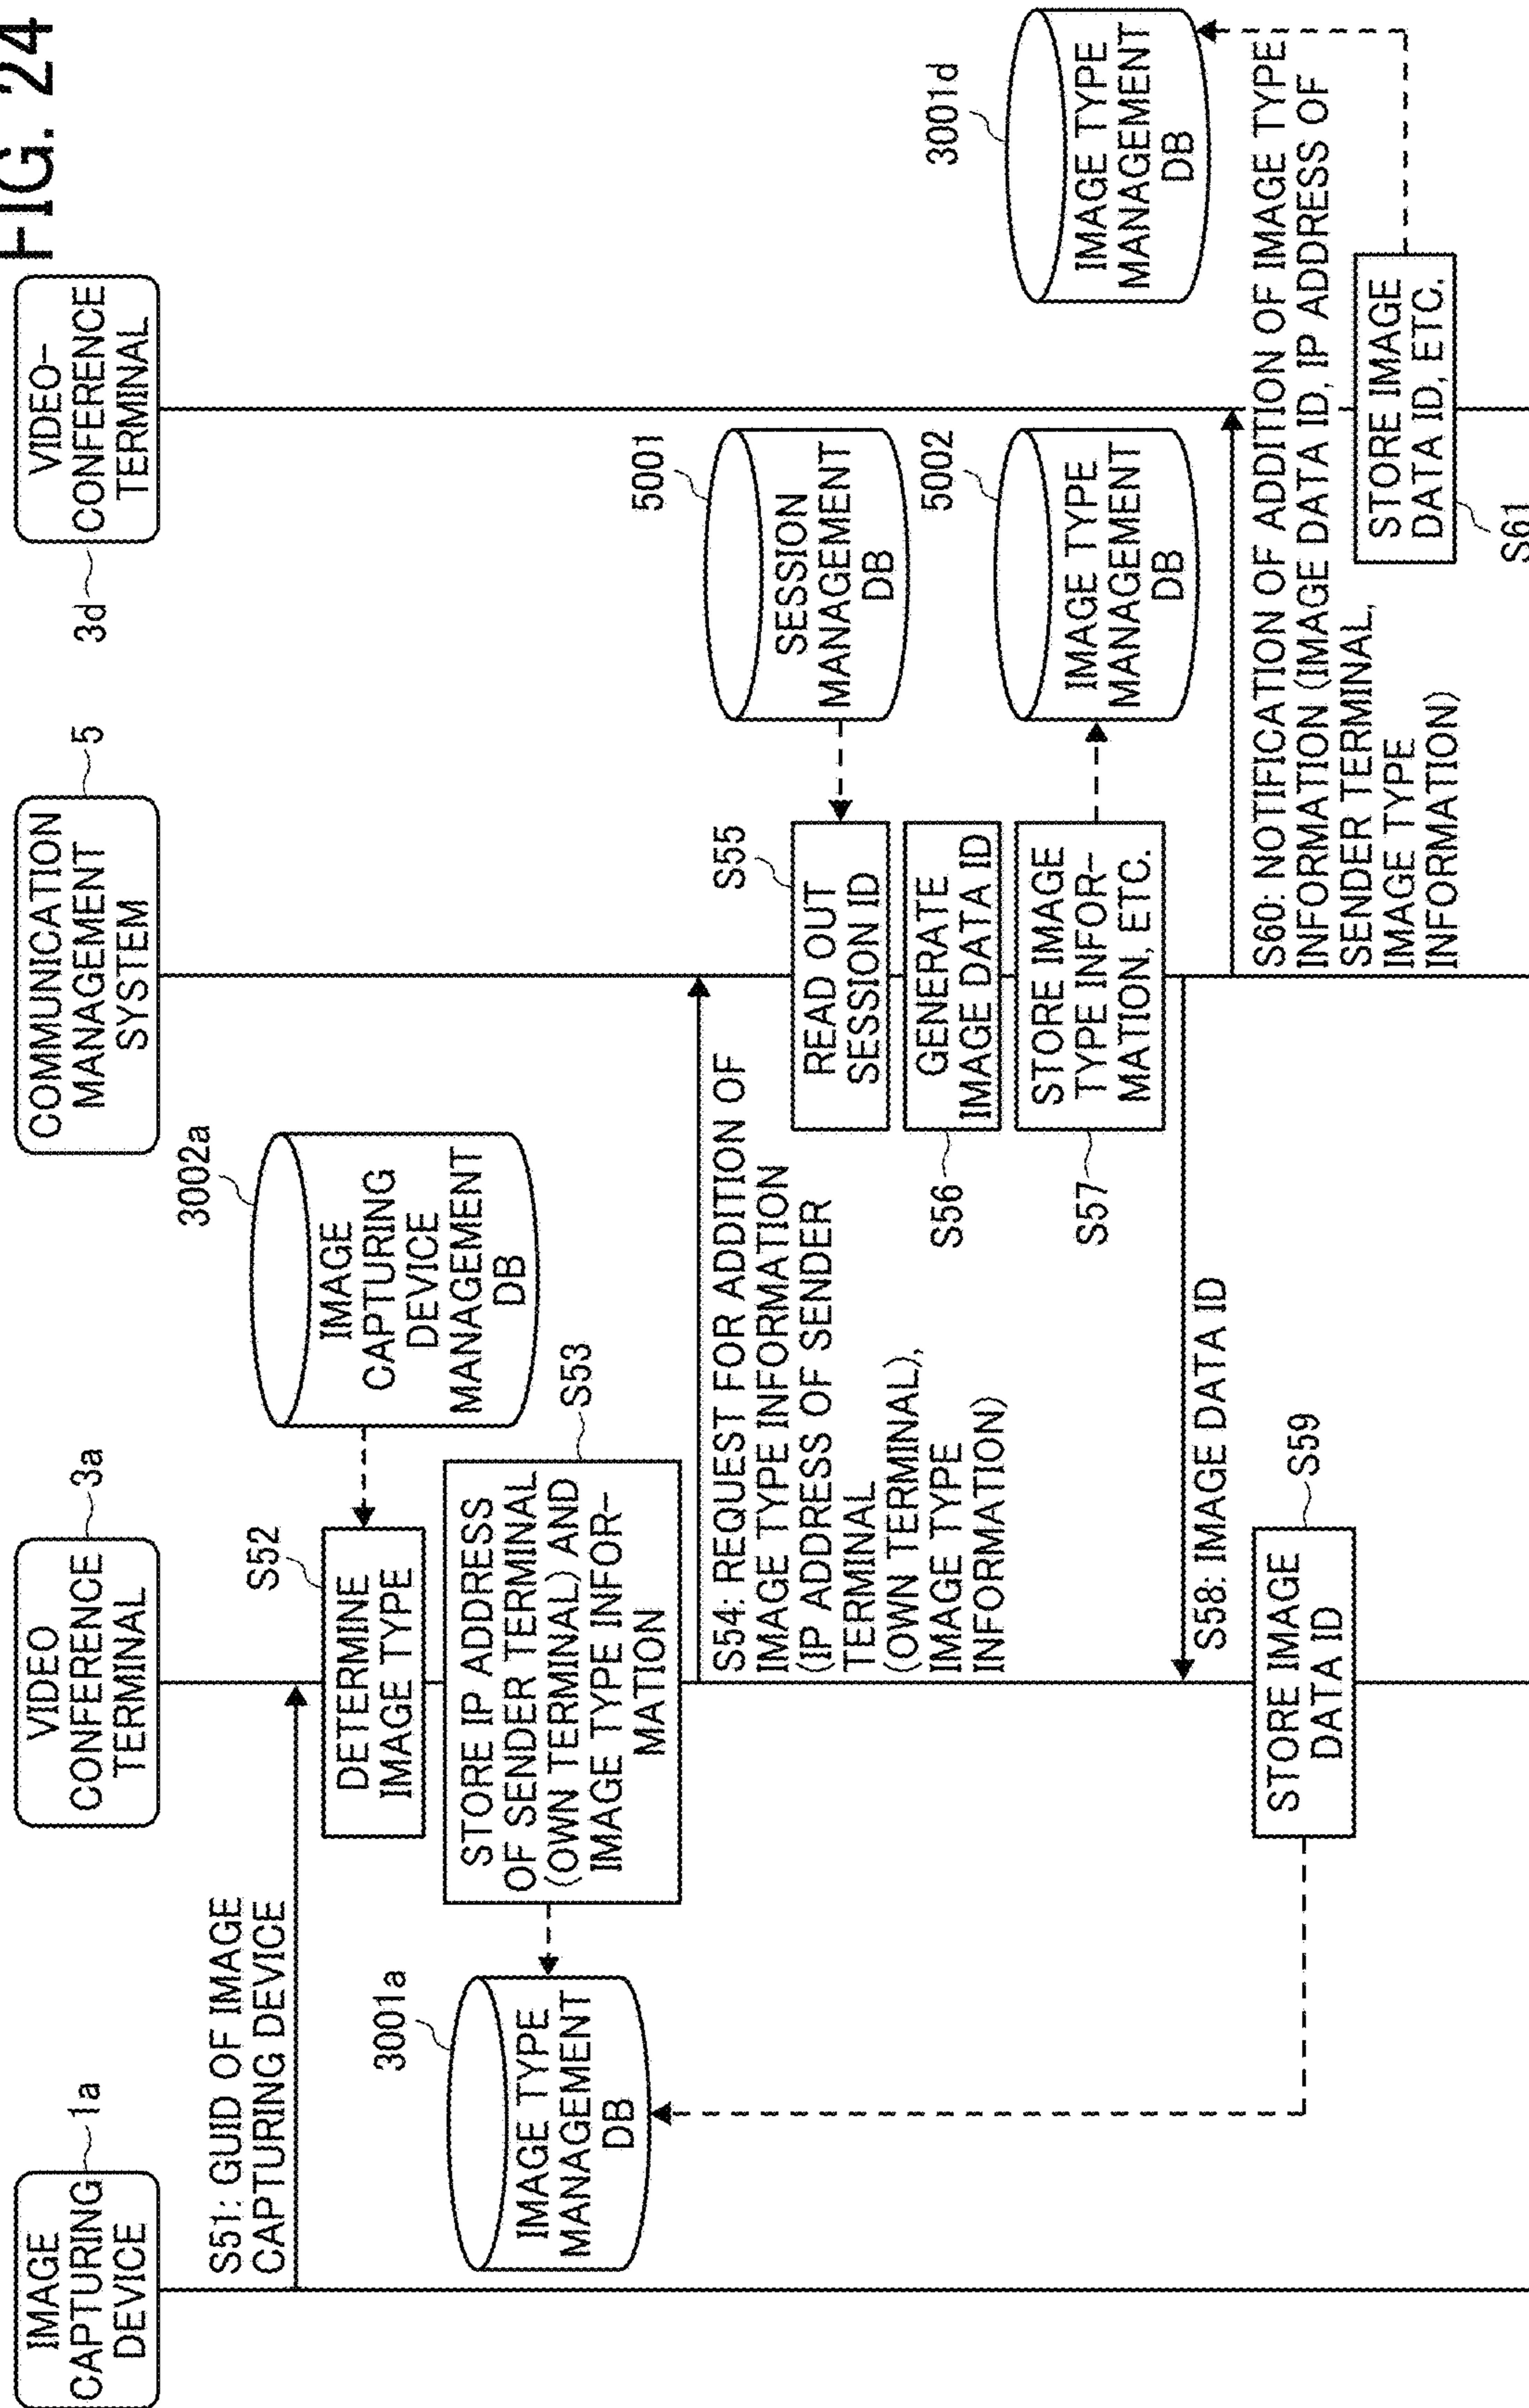 FIG. 24
IMAGE
CAPTURING
DEVICE
1a
VIDEO
CONFERENCE
TERMINAL
3a
COMMUNICATION
MANAGEMENT
SYSTEM
5
VIDEO-
CONFERENCE
TERMINAL
3d
S51: GUID OF IMAGE
CAPTURING DEVICE
S52
DETERMINE
IMAGE TYPE
3002a
IMAGE
CAPTURING
DEVICE
MANAGEMENT
DB
S53
STORE IP ADDRESS
OF SENDER TERMINAL
(OWN TERMINAL) AND
IMAGE TYPE INFOR-
MATION
3001a
IMAGE TYPE
MANAGEMENT
DB
S54: REQUEST FOR ADDITION OF
IMAGE TYPE INFORMATION
(IP ADDRESS OF SENDER
TERMINAL
(OWN TERMINAL),
IMAGE TYPE
INFORMATION)
S55
READ OUT
SESSION ID
5001
SESSION
MANAGEMENT
DB
S56
GENERATE
IMAGE DATA ID
S57
STORE IMAGE
TYPE INFOR-
MATION, ETC.
5002
IMAGE TYPE
MANAGEMENT
DB
S58: IMAGE DATA ID
S59
STORE IMAGE
DATA ID
S60: NOTIFICATION OF ADDITION OF IMAGE TYPE
INFORMATION (IMAGE DATA ID, IP ADDRESS OF
SENDER TERMINAL,
IMAGE TYPE
INFORMATION)
3001d
IMAGE TYPE
MANAGEMENT
DB
STORE IMAGE
DATA ID, ETC.
S61